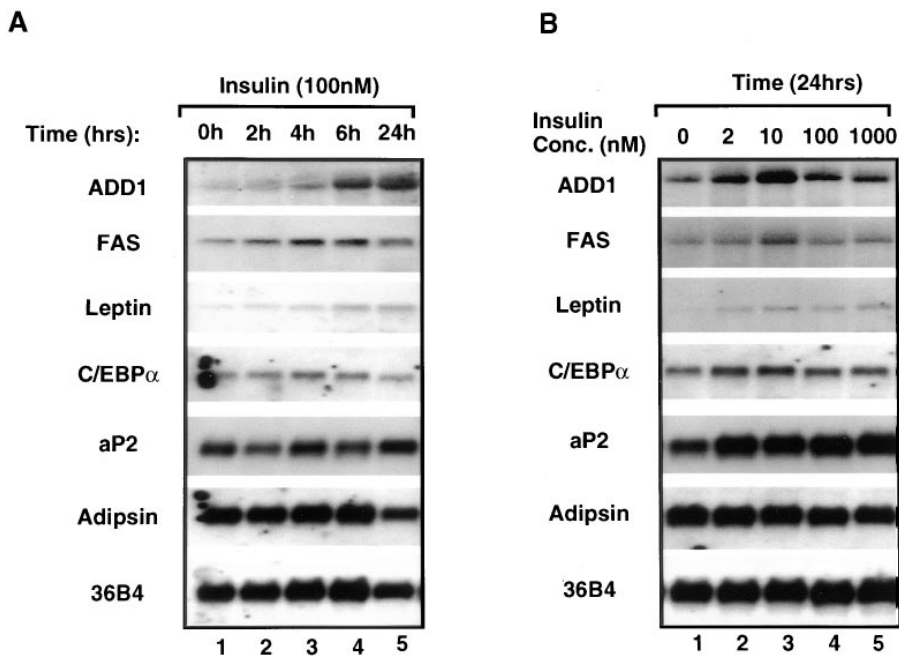 A
Insulin (100nM)
Time (hrs): 0h 2h 4h 6h 24h
ADD1
FAS
Leptin
C/EBPα
aP2
Adipsin
36B4
1 2 3 4 5
B
Time (24hrs)
Insulin
Conc. (nM) 0 2 10 100 1000
ADD1
FAS
Leptin
C/EBPα
aP2
Adipsin
36B4
1 2 3 4 5